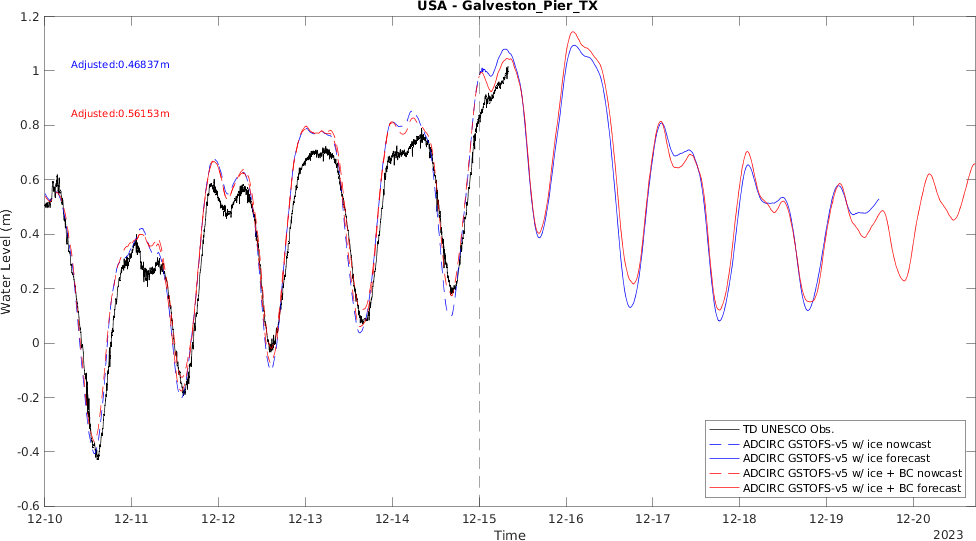 USA - Galveston_Pier_TX
1.2
1
0.8
0.6
0.4
0.2
0
-0.2
-0.4
-0.6
Water Level (m)
Adjusted:0.46837m
Adjusted:0.56153m
TD UNESCO Obs.
ADCIRC GSTOFS-v5 w/ ice nowcast
ADCIRC GSTOFS-v5 w/ ice forecast
ADCIRC GSTOFS-v5 w/ ice + BC nowcast
ADCIRC GSTOFS-v5 w/ ice + BC forecast
12-10 12-11 12-12 12-13 12-14 12-15 12-16 12-17 12-18 12-19 12-20
Time
2023